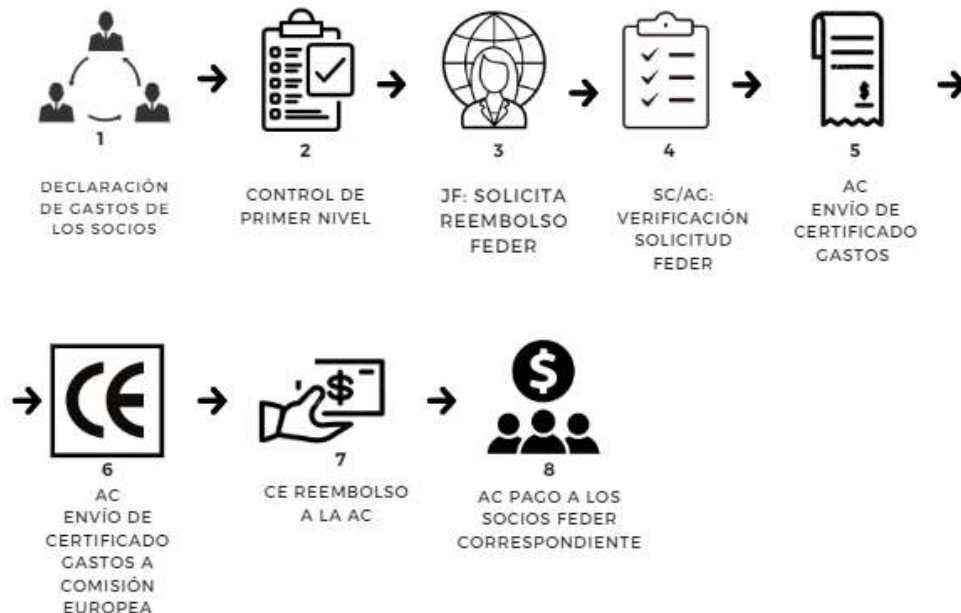 1
DECLARACIÓN
DE GASTOS DE
LOS SOCIOS
2
CONTROL DE
PRIMER NIVEL
3
JF: SOLICITA
REEMBOLSO
FEDER
4
SC/AG:
VERIFICACIÓN
SOLICITUD
FEDER
$
5
AC
ENVÍO DE
CERTIFICADO
GASTOS
CE
6
AC
ENVÍO DE
CERTIFICADO
GASTOS A
COMISIÓN
EUROPEA
$
7
CE REEMBOLSO
A LA AC
$
8
AC PAGO A LOS
SOCIOS FEDER
CORRESPONDIENTE